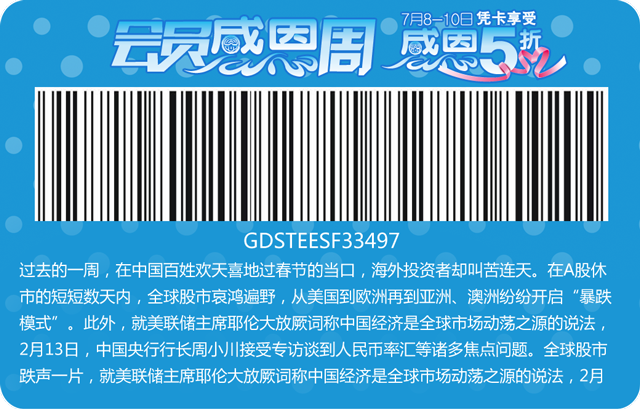 会员感恩周
7月8-10日 凭卡享受
感恩5折
GDSTEESF33497
过去的一周，在中国百姓欢天喜地过春节的当口，海外投资者却叫苦连天。在A股休
市的短短数天内，全球股市哀鸿遍野，从美国到欧洲再到亚洲、澳洲纷纷开启“暴跌
模式”。此外，就美联储主席耶伦大放厥词称中国经济是全球市场动荡之源的说法，
2月13日，中国央行行长周小川接受专访谈到人民币率汇等诸多焦点问题。全球股市
跌声一片，就美联储主席耶伦大放厥词称中国经济是全球市场动荡之源的说法，2月